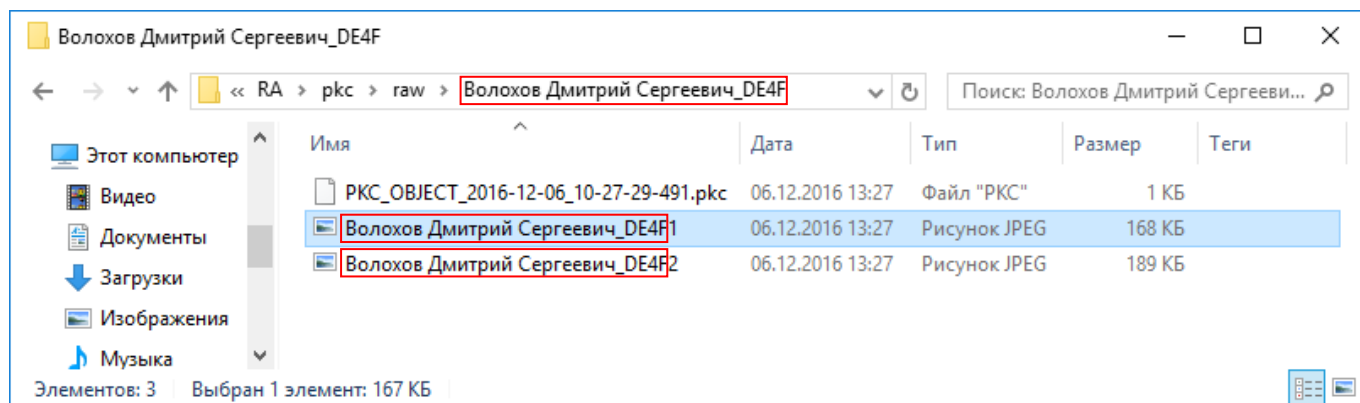 Волохов Дмитрий Сергеевич_DE4F
« RA > pkc > raw > Волохов Дмитрий Сергеевич_DE4F
Поиск: Волохов Дмитрий Сергееви...
Имя Дата Тип Размер Теги
Этот компьютер
Видео
Документы
Загрузки
Изображения
Музыка
PKC_OBJECT_2016-12-06_10-27-29-491.pkc 06.12.2016 13:27 Файл "PKC" 1 КБ
Волохов Дмитрий Сергеевич_DE4F1 06.12.2016 13:27 Рисунок JPEG 168 КБ
Волохов Дмитрий Сергеевич_DE4F2 06.12.2016 13:27 Рисунок JPEG 189 КБ
Элементов: 3 Выбран 1 элемент: 167 КБ